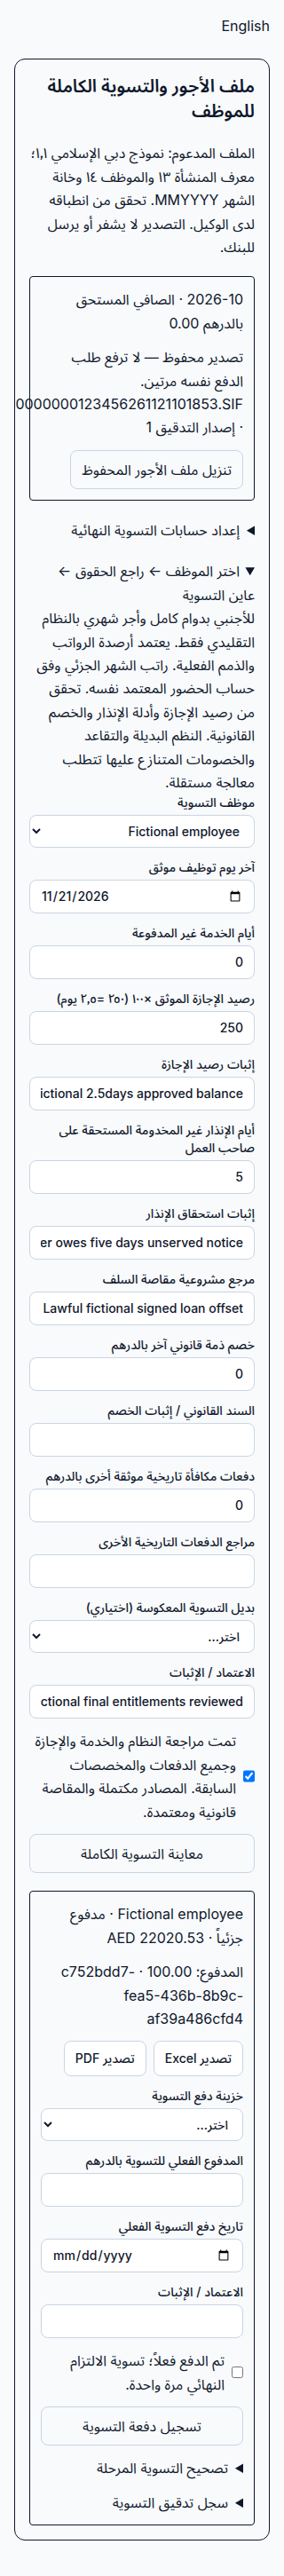 English
ملف الأجور والتسوية الكاملة
للموظف
الملف المدعوم: نموذج دبي الإسلامي ١,١؛
معرف المنشأة ١٣ والموظف ١٤ وخانة
الشهر MMYYYY. تحقق من انطباقه
لدى الوكيل. التصدير لا يشفر أو يرسل
للبنك.
2026-10 · الصافي المستحق
بالدرهم 0.00
تصدير محفوظ — لا ترفع طلب
الدفع نفسه مرتين.
0000000123456261121101853.SIF
· إصدار التدقيق 1
تنزيل ملف الأجور المحفوظ
إعداد حسابات التسوية النهائية
اختر الموظف ← راجع الحقوق ←
عاين التسوية
للأجنبي بدوام كامل وأجر شهري بالنظام
التقليدي فقط. يعتمد أرصدة الرواتب
والذمم الفعلية. راتب الشهر الجزئي وفق
حساب الحضور المعتمد نفسه. تحقق
من رصيد الإجازة وأدلة الإنذار والخصم
القانونية. النظم البديلة والتقاعد
والخصومات المتنازع عليها تتطلب
معالجة مستقلة.
موظف التسوية
Fictional employee
آخر يوم توظيف موثق
11/21/2026
أيام الخدمة غير المدفوعة
0
رصيد الإجازة الموثق ×١٠٠ (٢٥٠ =٢,٥ يوم)
250
إثبات رصيد الإجازة
ictional 2.5days approved balance
أيام الإنذار غير المخدومة المستحقة على
صاحب العمل
5
إثبات استحقاق الإنذار
er owes five days unserved notice
مرجع مشروعية مقاصة السلف
Lawful fictional signed loan offset
خصم ذمة قانوني آخر بالدرهم
0
السند القانوني / إثبات الخصم
دفعات مكافأة تاريخية موثقة أخرى بالدرهم
0
مراجع الدفعات التاريخية الأخرى
بديل التسوية المعكوسة (اختياري)
اختر...
الاعتماد / الإثبات
ctional final entitlements reviewed
تمت مراجعة النظام والخدمة والإجازة
وجميع الدفعات والمخصصات
السابقة. المصادر مكتملة والمقاصة
قانونية ومعتمدة.
معاينة التسوية الكاملة
Fictional employee · مدفوع
جزئياً · AED 22020.53
المدفوع: 100.00 · c752bdd7-
fea5-436b-8b9c-
af39a486cfd4
تصدير Excel
تصدير PDF
خزينة دفع التسوية
اختر...
المدفوع الفعلي للتسوية بالدرهم
تاريخ دفع التسوية الفعلي
mm/dd/yyyy
الاعتماد / الإثبات
تم الدفع فعلاً؛ تسوية الالتزام
النهائي مرة واحدة.
تسجيل دفعة التسوية
تصحيح التسوية المرحلة
سجل تدقيق التسوية